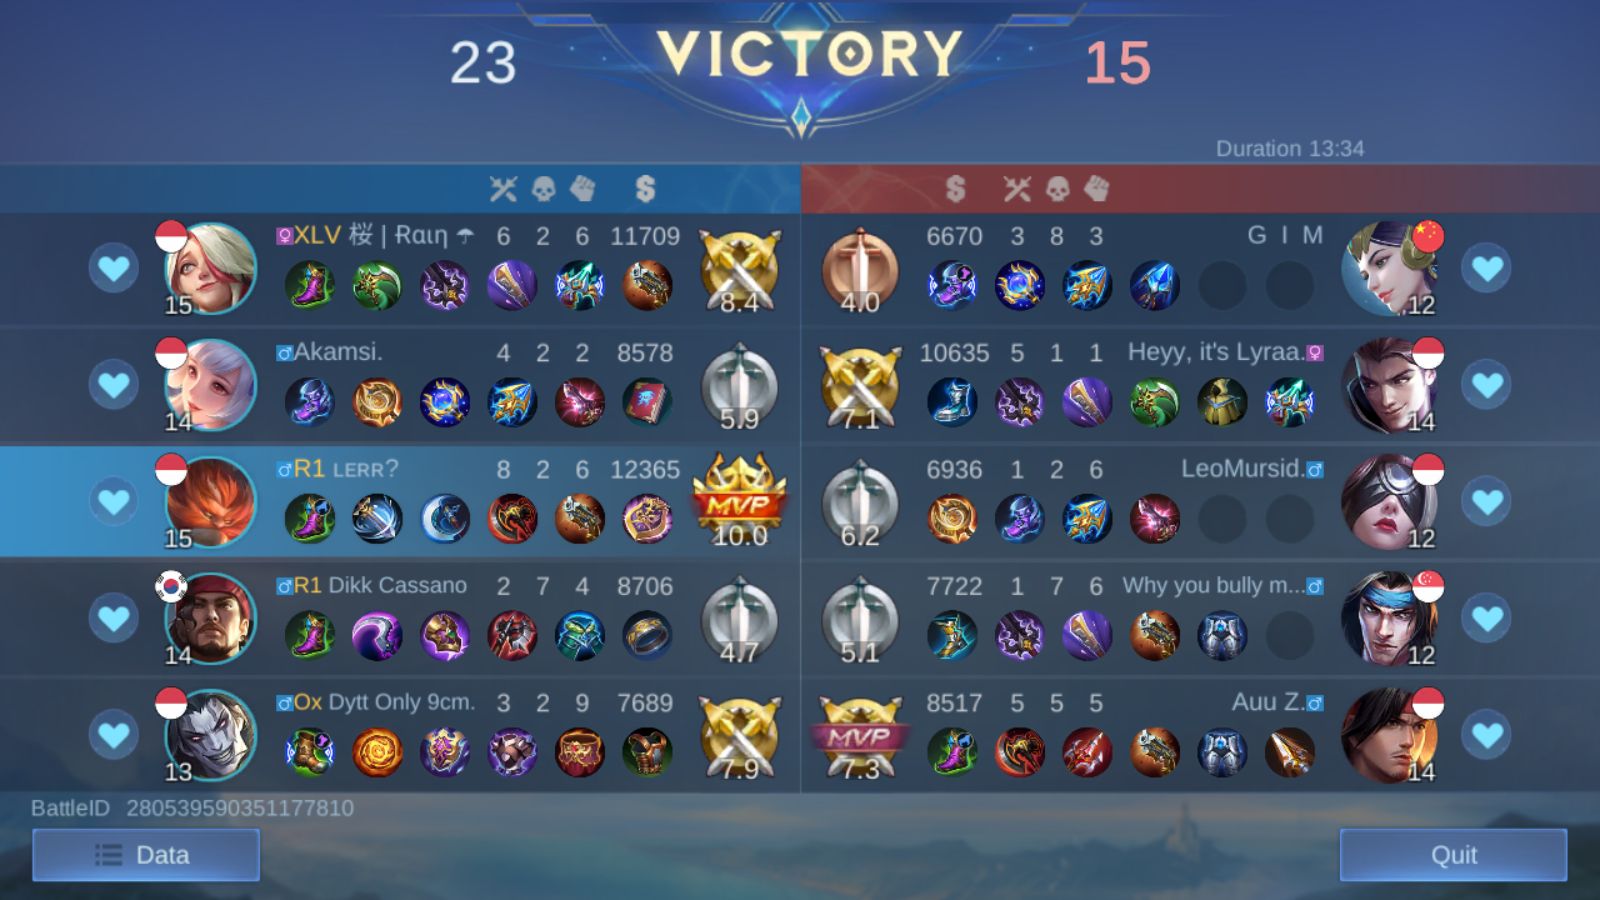 23 VICTORY 15
Duration 13:34
XLV 桜 | Rαιη ☂ 6 2 6 11709
15 8.4
6670 3 8 3 G I M
4.0 12
Akamsi. 4 2 2 8578
14 5.9
10635 5 1 1 Heyy, it's Lyraa.
7.1 14
R1 LERR? 8 2 6 12365
MVP
15 10.0
6936 1 2 6 LeoMursid.
6.2 12
R1 Dikk Cassano 2 7 4 8706
14 4.7
7722 1 7 6 Why you bully m...
5.1 12
Ox Dytt Only 9cm. 3 2 9 7689
13 7.9
8517 5 5 5 Auu Z.
MVP
7.3 14
BattleID 280539590351177810
Data
Quit